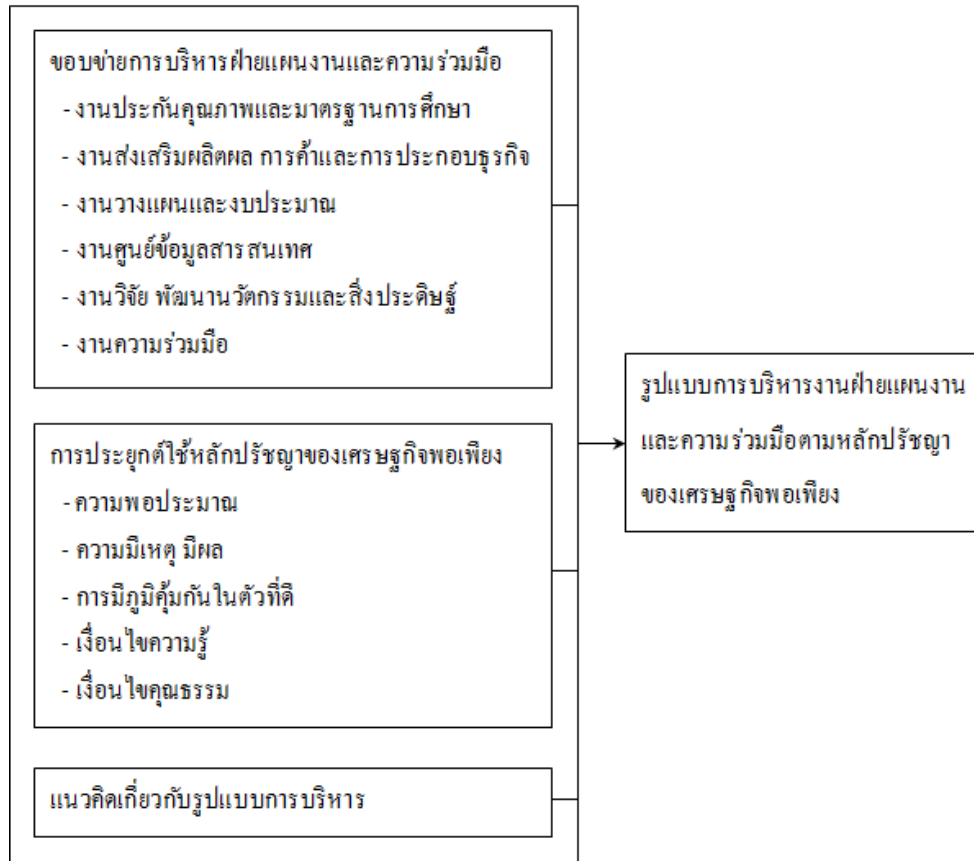 ขอบข่ายการบริหารฝ่ายแผนงานและความร่วมมือ
- งานประกันคุณภาพและมาตรฐานการศึกษา
- งานส่งเสริมผลิตผล การค้าและการประกอบธุรกิจ
- งานวางแผนและงบประมาณ
- งานศูนย์ข้อมูลสารสนเทศ
- งานวิจัย พัฒนานวัตกรรมและสิ่งประดิษฐ์
- งานความร่วมมือ
การประยุกต์ใช้หลักปรัชญาของเศรษฐกิจพอเพียง
- ความพอประมาณ
- ความมีเหตุ มีผล
- การมีภูมิคุ้มกันในตัวที่ดี
- เงื่อนไขความรู้
- เงื่อนไขคุณธรรม
แนวคิดเกี่ยวกับรูปแบบการบริหาร
รูปแบบการบริหารงานฝ่ายแผนงาน
และความร่วมมือตามหลักปรัชญา
ของเศรษฐกิจพอเพียง